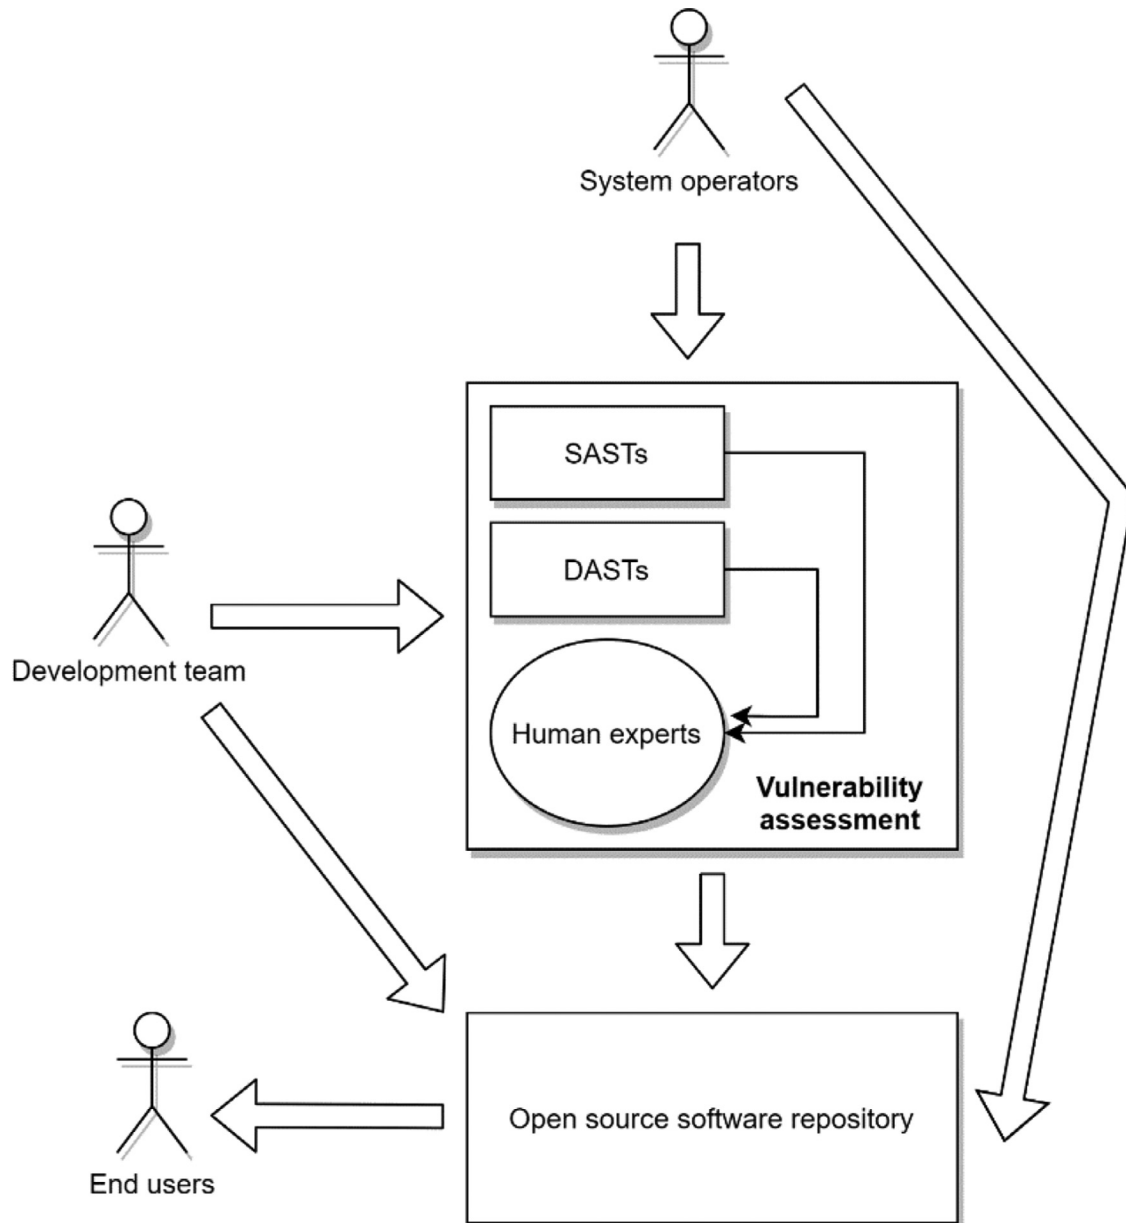 System operators
SASTs
DASTs
Development team
Human experts
Vulnerability
assessment
Open source software repository
End users